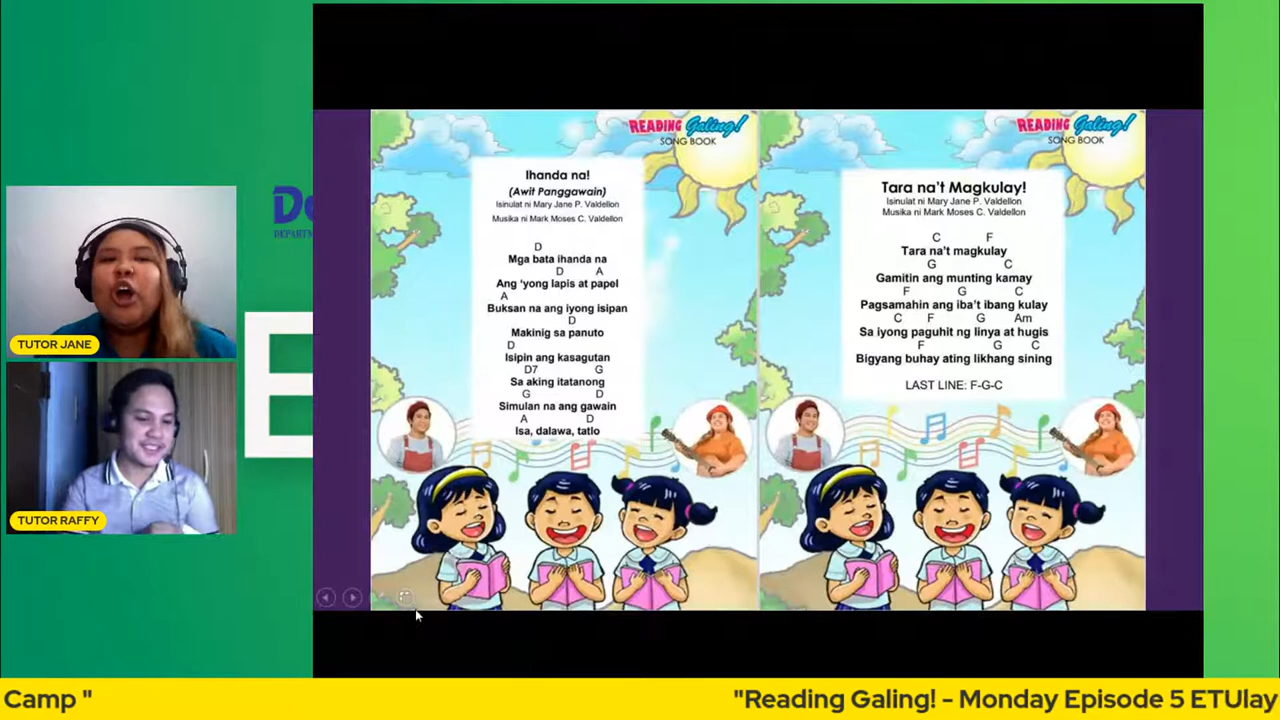 De
DEPARTM
E
TUTOR JANE
TUTOR RAFFY
READING Galing!
SONG BOOK
Ihanda na!
(Awit Panggawain)
Isinulat ni Mary Jane P. Valdellon
Musika ni Mark Moses C. Valdellon
D
Mga bata ihanda na
D A
Ang ‘yong lapis at papel
A
Buksan na ang iyong isipan
D
Makinig sa panuto
D
Isipin ang kasagutan
D7 G
Sa aking itatanong
G D
Simulan na ang gawain
A D
Isa, dalawa, tatlo
READING Galing!
SONG BOOK
Tara na’t Magkulay!
Isinulat ni Mary Jane P. Valdellon
Musika ni Mark Moses C. Valdellon
C F
Tara na’t magkulay
G C
Gamitin ang munting kamay
F G C
Pagsamahin ang iba’t ibang kulay
C F G Am
Sa iyong paguhit ng linya at hugis
F G C
Bigyang buhay ating likhang sining
LAST LINE: F-G-C
Camp " "Reading Galing! - Monday Episode 5 ETUlay